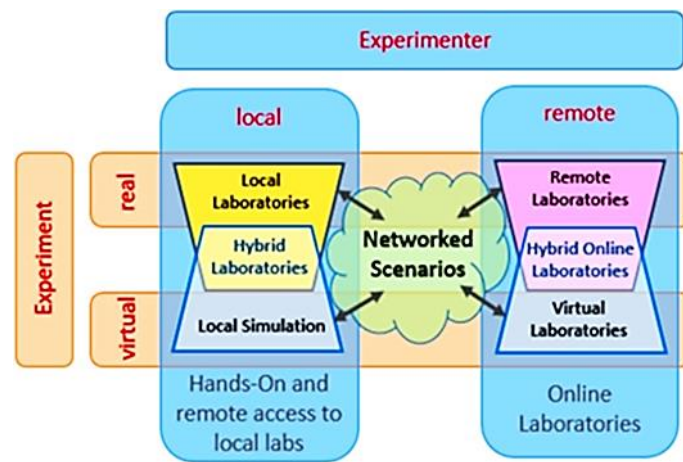 Experimenter
local
remote
Experiment
real
virtual
Local
Laboratories
Hybrid
Laboratories
Local Simulation
Networked
Scenarios
Remote
Laboratories
Hybrid Online
Laboratories
Virtual
Laboratories
Hands-On and
remote access to
local labs
Online
Laboratories